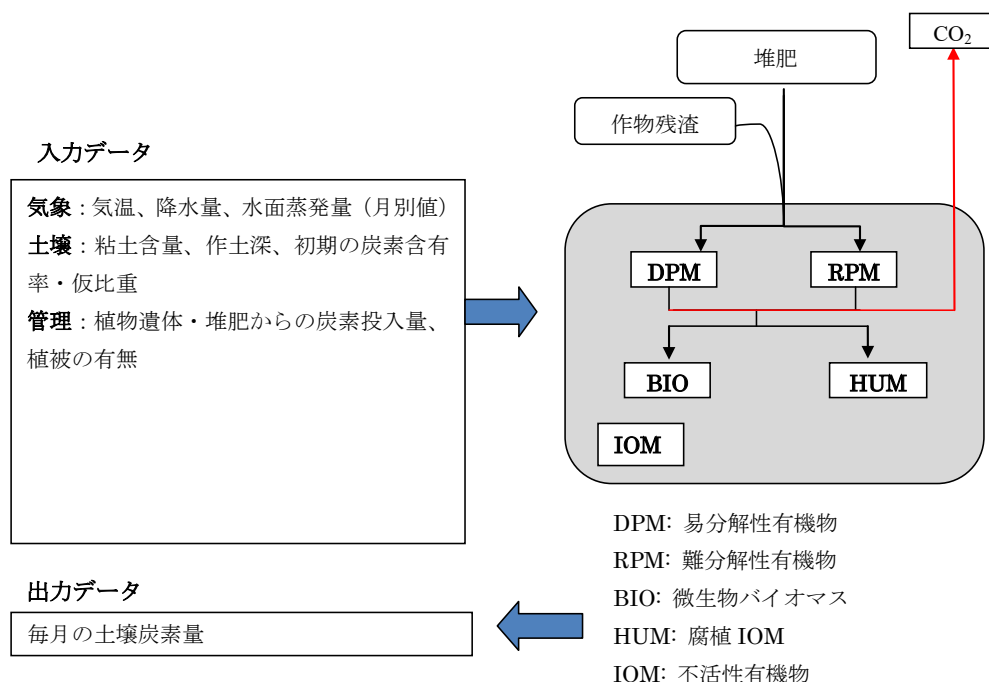 CO₂
堆肥
作物残渣
入力データ
気象：気温、降水量、水面蒸発量（月別値）
土壌：粘土含量、作土深、初期の炭素含有
率・仮比重
管理：植物遺体・堆肥からの炭素投入量、
植被の有無
DPM
RPM
BIO
HUM
IOM
DPM: 易分解性有機物
RPM: 難分解性有機物
BIO: 微生物バイオマス
HUM: 腐植 IOM
IOM: 不活性有機物
出力データ
毎月の土壌炭素量